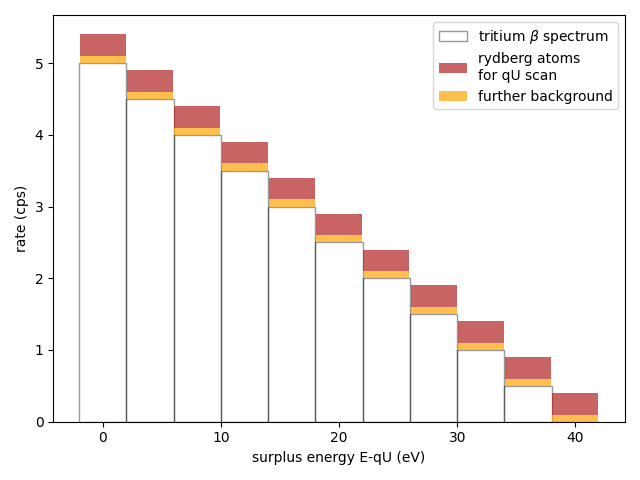 tritium β spectrum
rydberg atoms
for qU scan
further background
rate (cps)
5
4
3
2
1
0
0 10 20 30 40
surplus energy E-qU (eV)